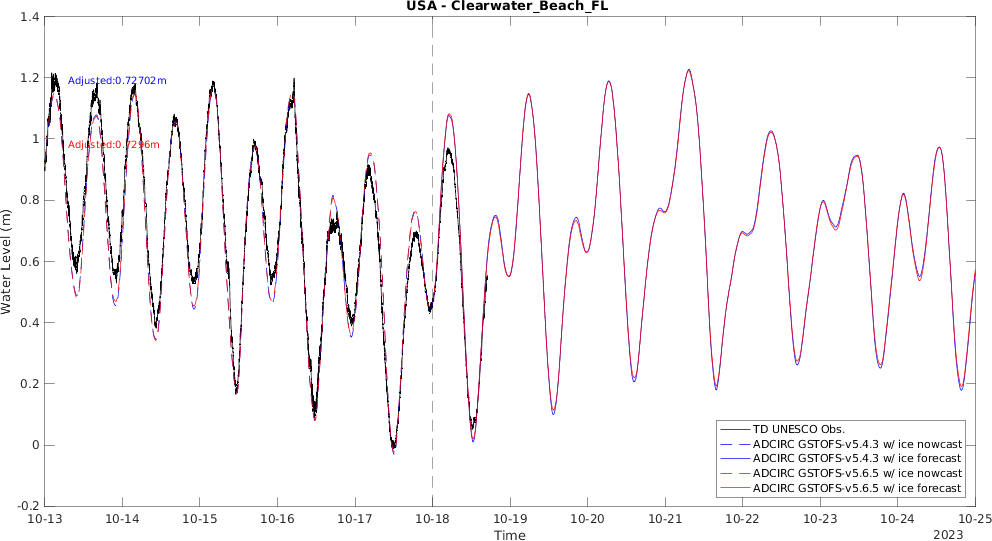 USA - Clearwater_Beach_FL
1.4
1.2
1
0.8
0.6
0.4
0.2
0
-0.2
Water Level (m)
Adjusted:0.72702m
Adjusted:0.7296m
TD UNESCO Obs.
ADCIRC GSTOFS-v5.4.3 w/ ice nowcast
ADCIRC GSTOFS-v5.4.3 w/ ice forecast
ADCIRC GSTOFS-v5.6.5 w/ ice nowcast
ADCIRC GSTOFS-v5.6.5 w/ ice forecast
10-13 10-14 10-15 10-16 10-17 10-18 10-19 10-20 10-21 10-22 10-23 10-24 10-25
Time
2023